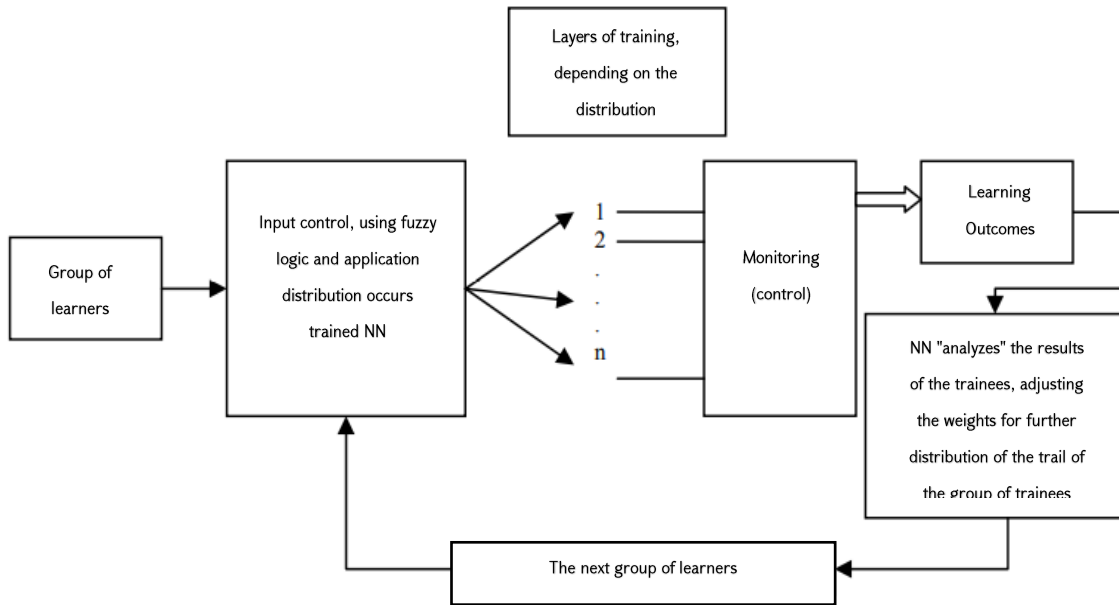 Layers of training,
depending on the
distribution
Group of
learners
Input control, using fuzzy
logic and application
distribution occurs
trained NN
1
2
.
.
.
n
Monitoring
(control)
Learning
Outcomes
NN "analyzes" the results
of the trainees, adjusting
the weights for further
distribution of the trail of
the group of trainees
The next group of learners